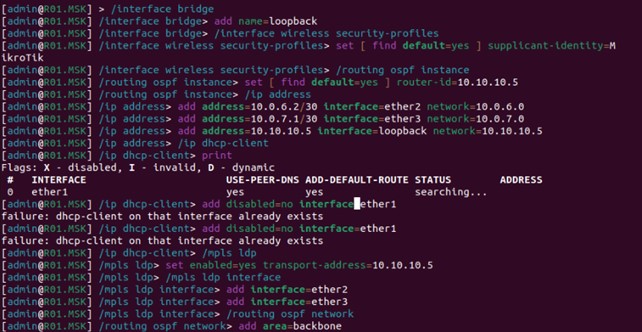 [admin@R01.MSK] > /interface bridge
[admin@R01.MSK] /interface bridge> add name=loopback
[admin@R01.MSK] /interface bridge> /interface wireless security-profiles
[admin@R01.MSK] /interface wireless security-profiles> set [ find default=yes ] supplicant-identity=M
ikroTik
[admin@R01.MSK] /interface wireless security-profiles> /routing ospf instance
[admin@R01.MSK] /routing ospf instance> set [ find default=yes ] router-id=10.10.10.5
[admin@R01.MSK] /routing ospf instance> /ip address
[admin@R01.MSK] /ip address> add address=10.0.6.2/30 interface=ether2 network=10.0.6.0
[admin@R01.MSK] /ip address> add address=10.0.7.1/30 interface=ether3 network=10.0.7.0
[admin@R01.MSK] /ip address> add address=10.10.10.5 interface=loopback network=10.10.10.5
[admin@R01.MSK] /ip address> /ip dhcp-client
[admin@R01.MSK] /ip dhcp-client> print
Flags: X - disabled, I - invalid, D - dynamic
# INTERFACE USE-PEER-DNS ADD-DEFAULT-ROUTE STATUS ADDRESS
0 ether1 yes yes searching...
[admin@R01.MSK] /ip dhcp-client> add disabled=no interface=ether1
failure: dhcp-client on that interface already exists
[admin@R01.MSK] /ip dhcp-client> add disabled=no interface=ether1
failure: dhcp-client on that interface already exists
[admin@R01.MSK] /ip dhcp-client> /mpls ldp
[admin@R01.MSK] /mpls ldp> set enabled=yes transport-address=10.10.10.5
[admin@R01.MSK] /mpls ldp> /mpls ldp interface
[admin@R01.MSK] /mpls ldp interface> add interface=ether2
[admin@R01.MSK] /mpls ldp interface> add interface=ether3
[admin@R01.MSK] /mpls ldp interface> /routing ospf network
[admin@R01.MSK] /routing ospf network> add area=backbone